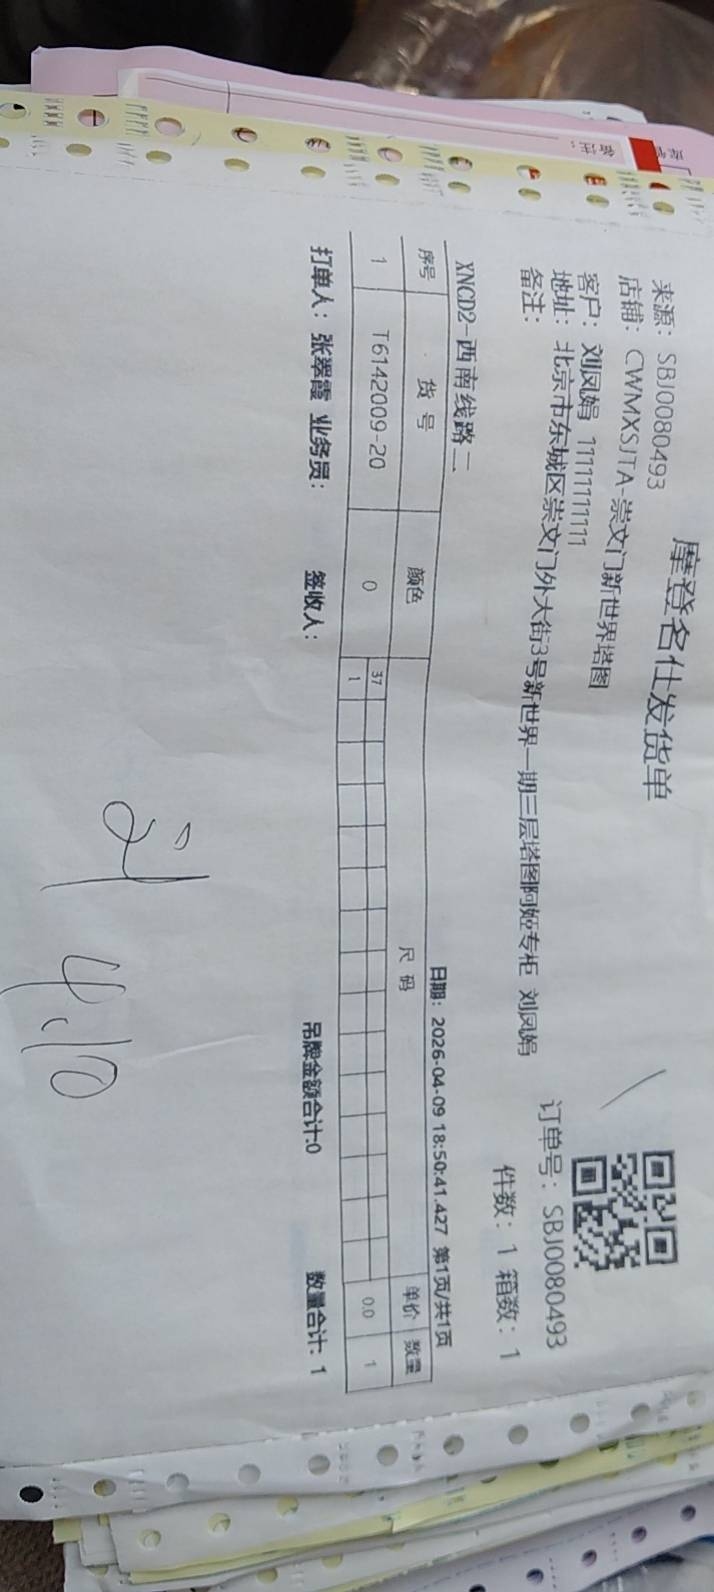 备注:
摩登名仕发货单
来源: SBJ0080493
店铺: CWMXSJTA-崇文门新世界塔图
客户: 刘凤娟 11111111111
订单号: SBJ0080493
地址: 北京市东城区崇文门外大街3号新世界一期三层塔图阿姬专柜 刘凤娟
备注:
件数: 1 箱数: 1
XNCD2-西南线路二
日期: 2026-04-09 18:50:41.427 第1页/共1页
序号 货号 颜色 尺码 单价 数量
1 T6142009-20 0 37 0.0 1
1
打单人: 张翠霞 业务员: 签收人: 吊牌金额合计:0 数量合计: 1
4.10